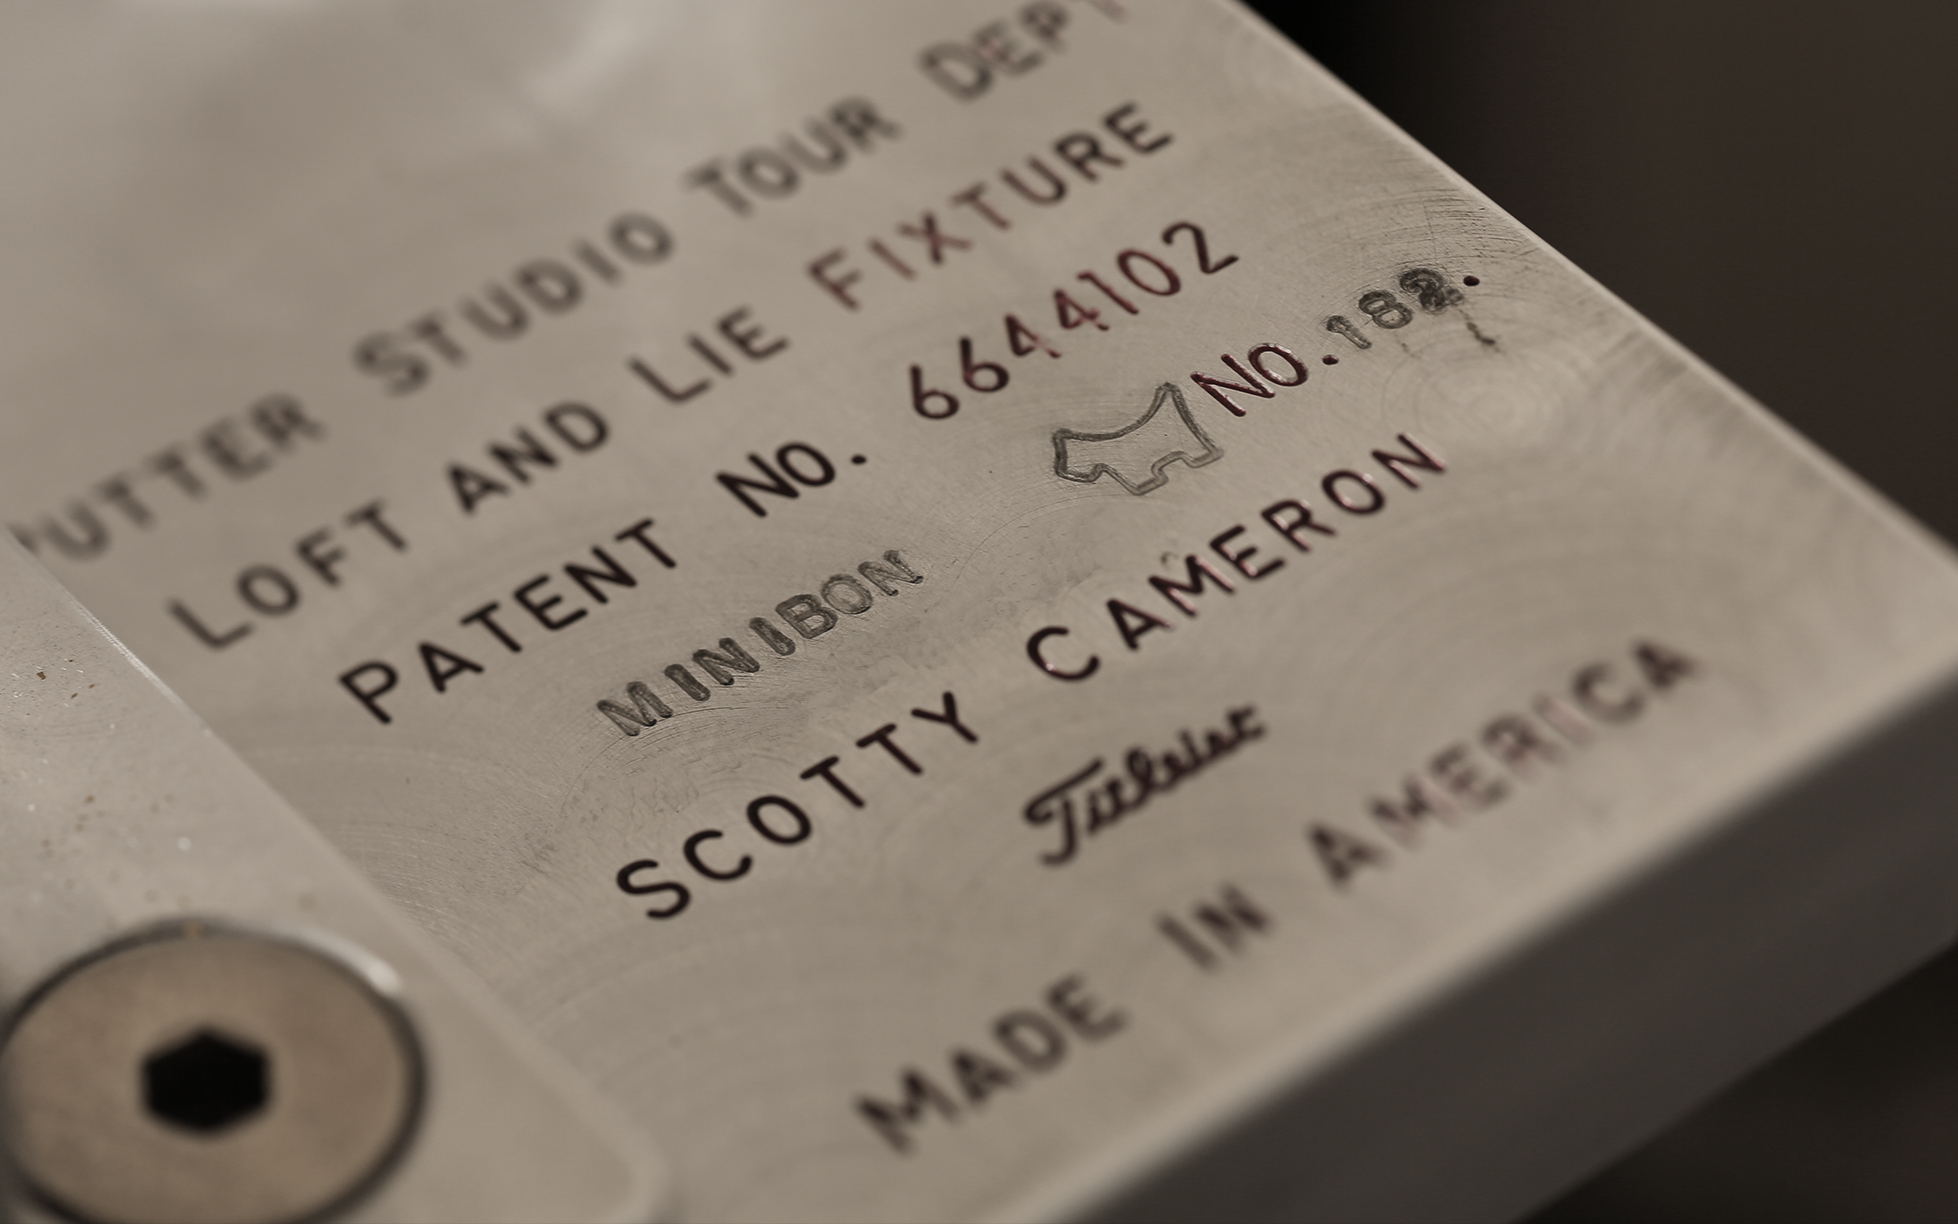 PUTTER STUDIO TOUR DEPT
LOFT AND LIE FIXTURE
PATENT NO. 6644102
MINIBON NO. 182.
SCOTTY CAMERON
Titleist
MADE IN AMERICA